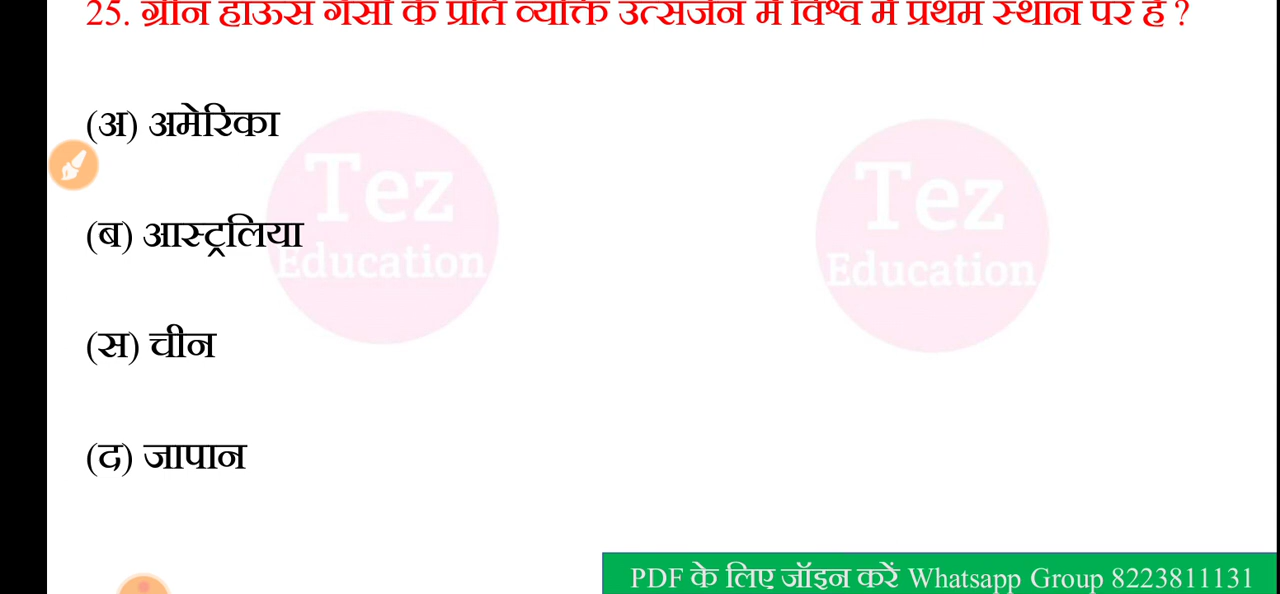 25. ग्रीन हाऊस गैसों के प्रति व्यक्ति उत्सर्जन में विश्व में प्रथम स्थान पर है ?
(अ) अमेरिका
Tez
Education
Tez
Education
(ब) आस्ट्रलिया
(स) चीन
(द) जापान
PDF के लिए जॉइन करें Whatsapp Group 8223811131